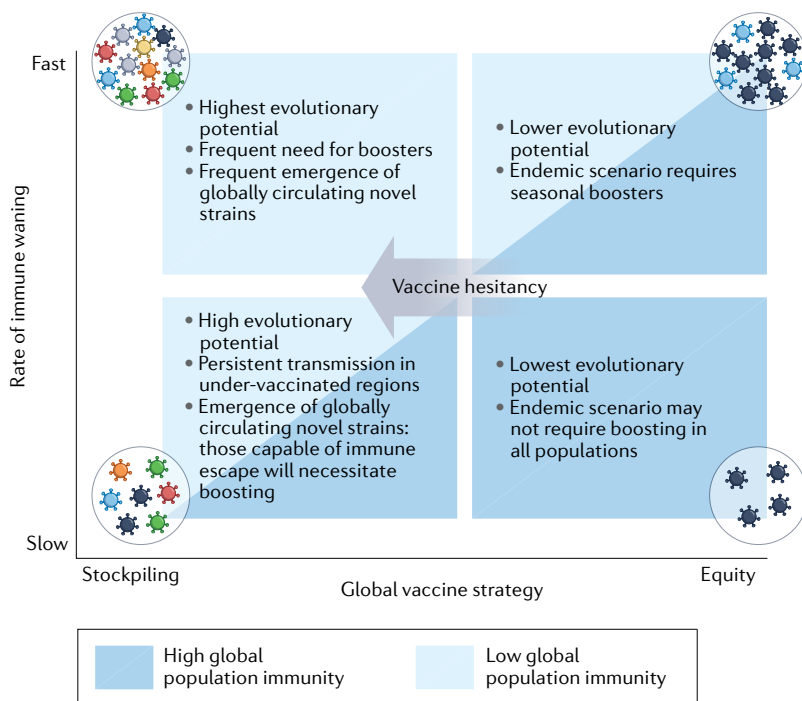 Fast
• Highest evolutionary
potential
• Frequent need for boosters
• Frequent emergence of
globally circulating novel
strains
• Lower evolutionary
potential
• Endemic scenario requires
seasonal boosters
Vaccine hesitancy
Rate of immune waning
• High evolutionary
potential
• Persistent transmission in
under-vaccinated regions
• Emergence of globally
circulating novel strains:
those capable of immune
escape will necessitate
boosting
• Lowest evolutionary
potential
• Endemic scenario may
not require boosting in
all populations
Slow
Stockpiling
Global vaccine strategy
Equity
High global
population immunity
Low global
population immunity